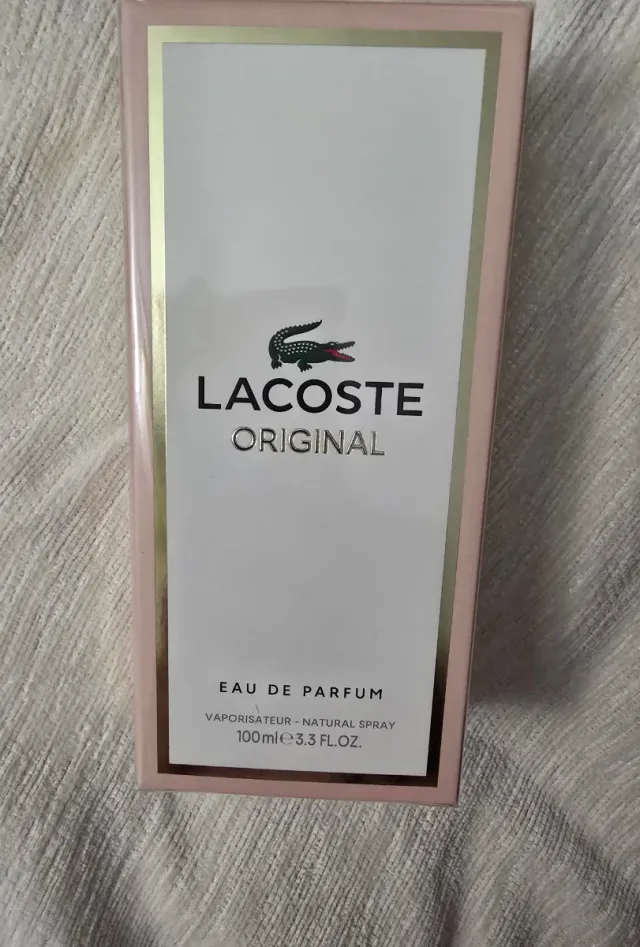 LACOSTE
ORIGINAL
EAU DE PARFUM
VAPORISATEUR - NATURAL SPRAY
100ml℮3.3 FL.OZ.